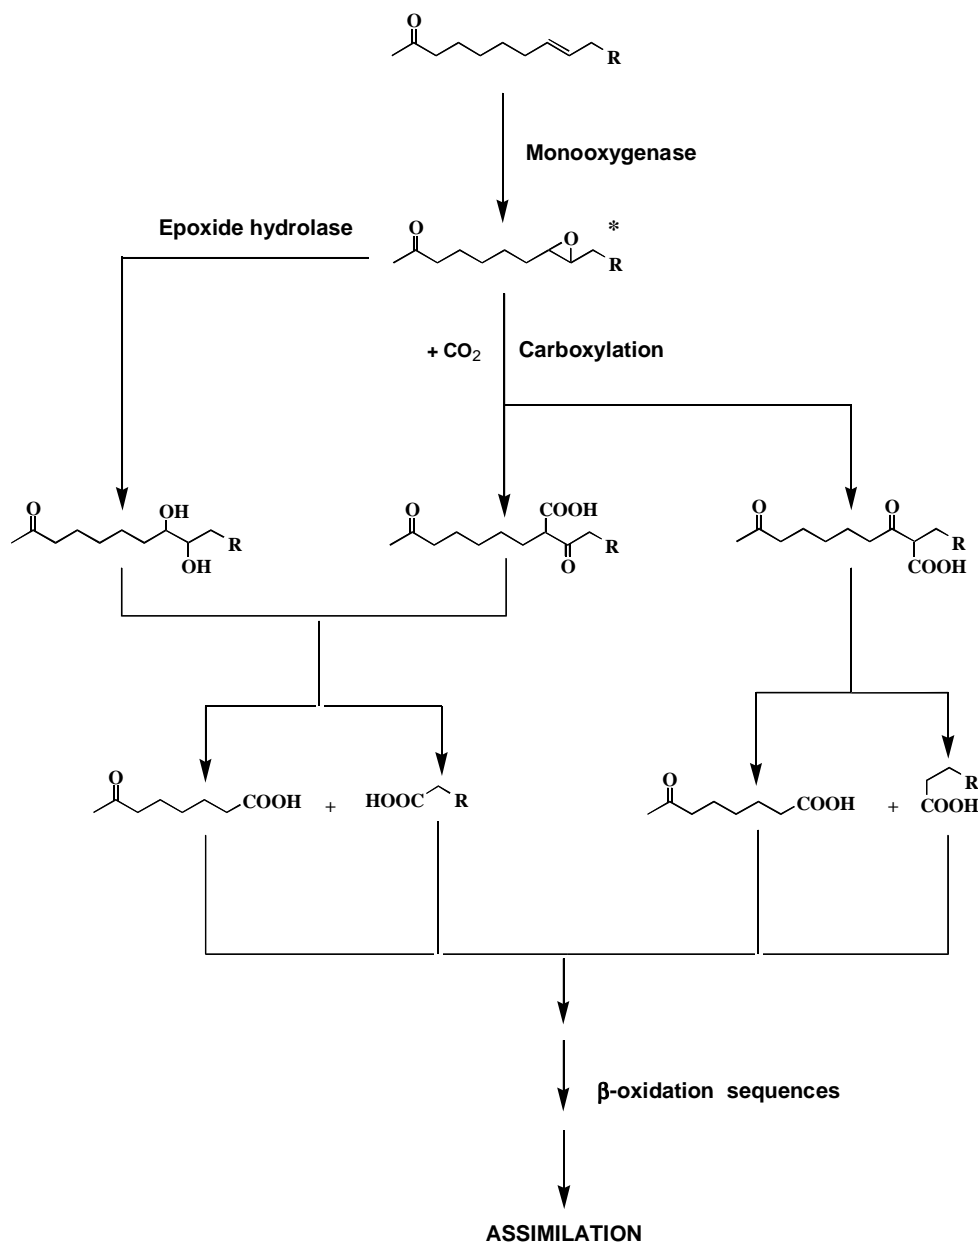 O
R
Monooxygenase
Epoxide hydrolase
O
O
*
R
+ CO₂ Carboxylation
O
OH
OH
R
O
COOH
O
R
O
O
COOH
R
O
COOH
+
HOOC
R
O
COOH
+
R
COOH
β-oxidation sequences
ASSIMILATION